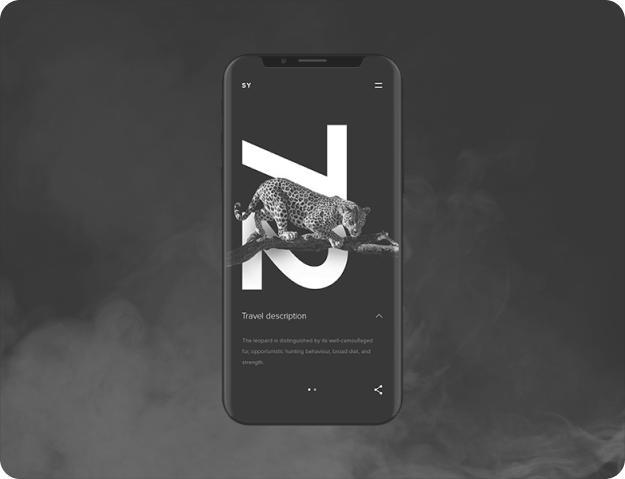 SY
72
Travel description
The leopard is distinguished by its well-camouflaged
fur, opportunistic hunting behaviour, broad diet, and
strength.